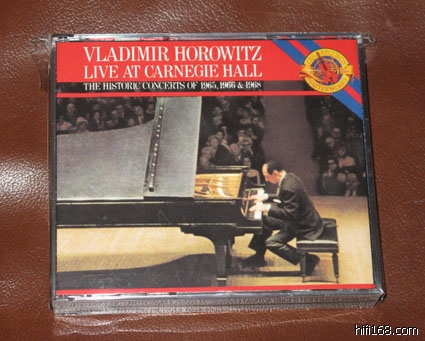 VLADIMIR HOROWITZ
LIVE AT CARNEGIE HALL
THE HISTORIC CONCERTS OF 1965, 1966 & 1968
hifi168.com